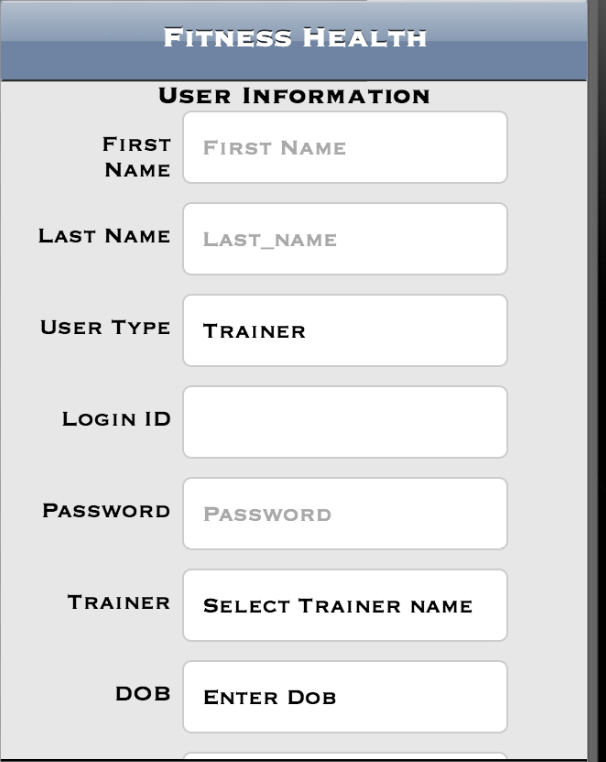 Fitness Health
User Information
First
Name
First Name
Last Name
Last_name
User Type
Trainer
Login ID
Password
Password
Trainer
Select Trainer name
DOB
Enter Dob